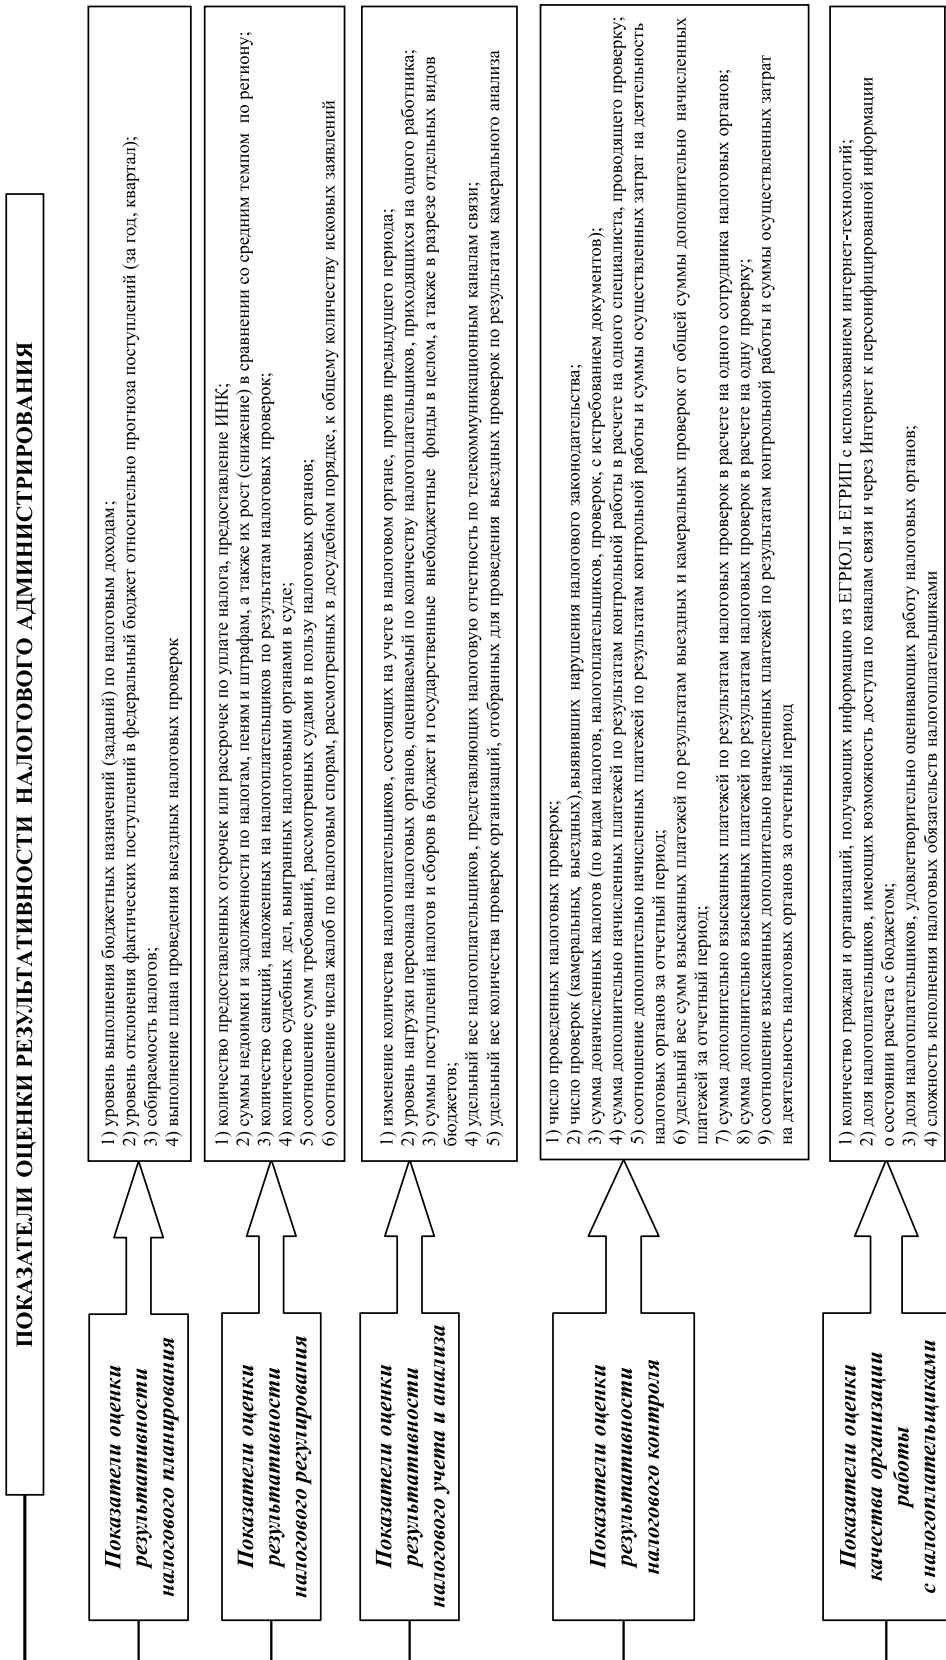 ПОКАЗАТЕЛИ ОЦЕНКИ РЕЗУЛЬТАТИВНОСТИ НАЛОГОВОГО АДМИНИСТРИРОВАНИЯ
Показатели оценки
результативности
налогового планирования
1) уровень выполнения бюджетных назначений (заданий) по налоговым доходам;
2) уровень отклонения фактических поступлений в федеральный бюджет относительно прогноза поступлений (за год, квартал);
3) собираемость налогов;
4) выполнение плана проведения выездных налоговых проверок
Показатели оценки
результативности
налогового регулирования
1) количество предоставленных отсрочек или рассрочек по уплате налога, предоставление ИНК;
2) суммы недоимки и задолженности по налогам, пеням и штрафам, а также их рост (снижение) в сравнении со средним темпом по региону;
3) количество санкций, наложенных на налогоплательщиков по результатам налоговых проверок;
4) количество судебных дел, выигранных налоговыми органами в суде;
5) соотношение сумм требований, рассмотренных судами в пользу налоговых органов;
6) соотношение числа жалоб по налоговым спорам, рассмотренных в досудебном порядке, к общему количеству исковых заявлений
Показатели оценки
результативности
налогового учета и анализа
1) изменение количества налогоплательщиков, состоящих на учете в налоговом органе, против предыдущего периода;
2) уровень нагрузки персонала налоговых органов, оцениваемый по количеству налогоплательщиков, приходящихся на одного работника;
3) суммы поступлений налогов и сборов в бюджет и государственные внебюджетные фонды в целом, а также в разрезе отдельных видов
бюджетов;
4) удельный вес налогоплательщиков, представляющих налоговую отчетность по телекоммуникационным каналам связи;
5) удельный вес количества проверок организаций, отобранных для проведения выездных проверок по результатам камерального анализа
Показатели оценки
результативности
налогового контроля
1) число проведенных налоговых проверок;
2) число проверок (камеральных, выездных),выявивших нарушения налогового законодательства;
3) сумма доначисленных налогов (по видам налогов, налогоплательщиков, проверок, с истребованием документов);
4) сумма дополнительно начисленных платежей по результатам контрольной работы в расчете на одного специалиста, проводящего проверку;
5) соотношение дополнительно начисленных платежей по результатам контрольной работы и суммы осуществленных затрат на деятельность
налоговых органов за отчетный период;
6) удельный вес сумм взысканных платежей по результатам выездных и камеральных проверок от общей суммы дополнительно начисленных
платежей за отчетный период;
7) сумма дополнительно взысканных платежей по результатам налоговых проверок в расчете на одного сотрудника налоговых органов;
8) сумма дополнительно взысканных платежей по результатам налоговых проверок в расчете на одну проверку;
9) соотношение взысканных дополнительно начисленных платежей по результатам контрольной работы и суммы осуществленных затрат
на деятельность налоговых органов за отчетный период
Показатели оценки
качества организации
работы
с налогоплательщиками
1) количество граждан и организаций, получающих информацию из ЕГРЮЛ и ЕГРИП с использованием интернет-технологий;
2) доля налогоплательщиков, имеющих возможность доступа по каналам связи и через Интернет к персонифицированной информации
о состоянии расчета с бюджетом;
3) доля налогоплательщиков, удовлетворительно оценивающих работу налоговых органов;
4) сложность исполнения налоговых обязательств налогоплательщиками